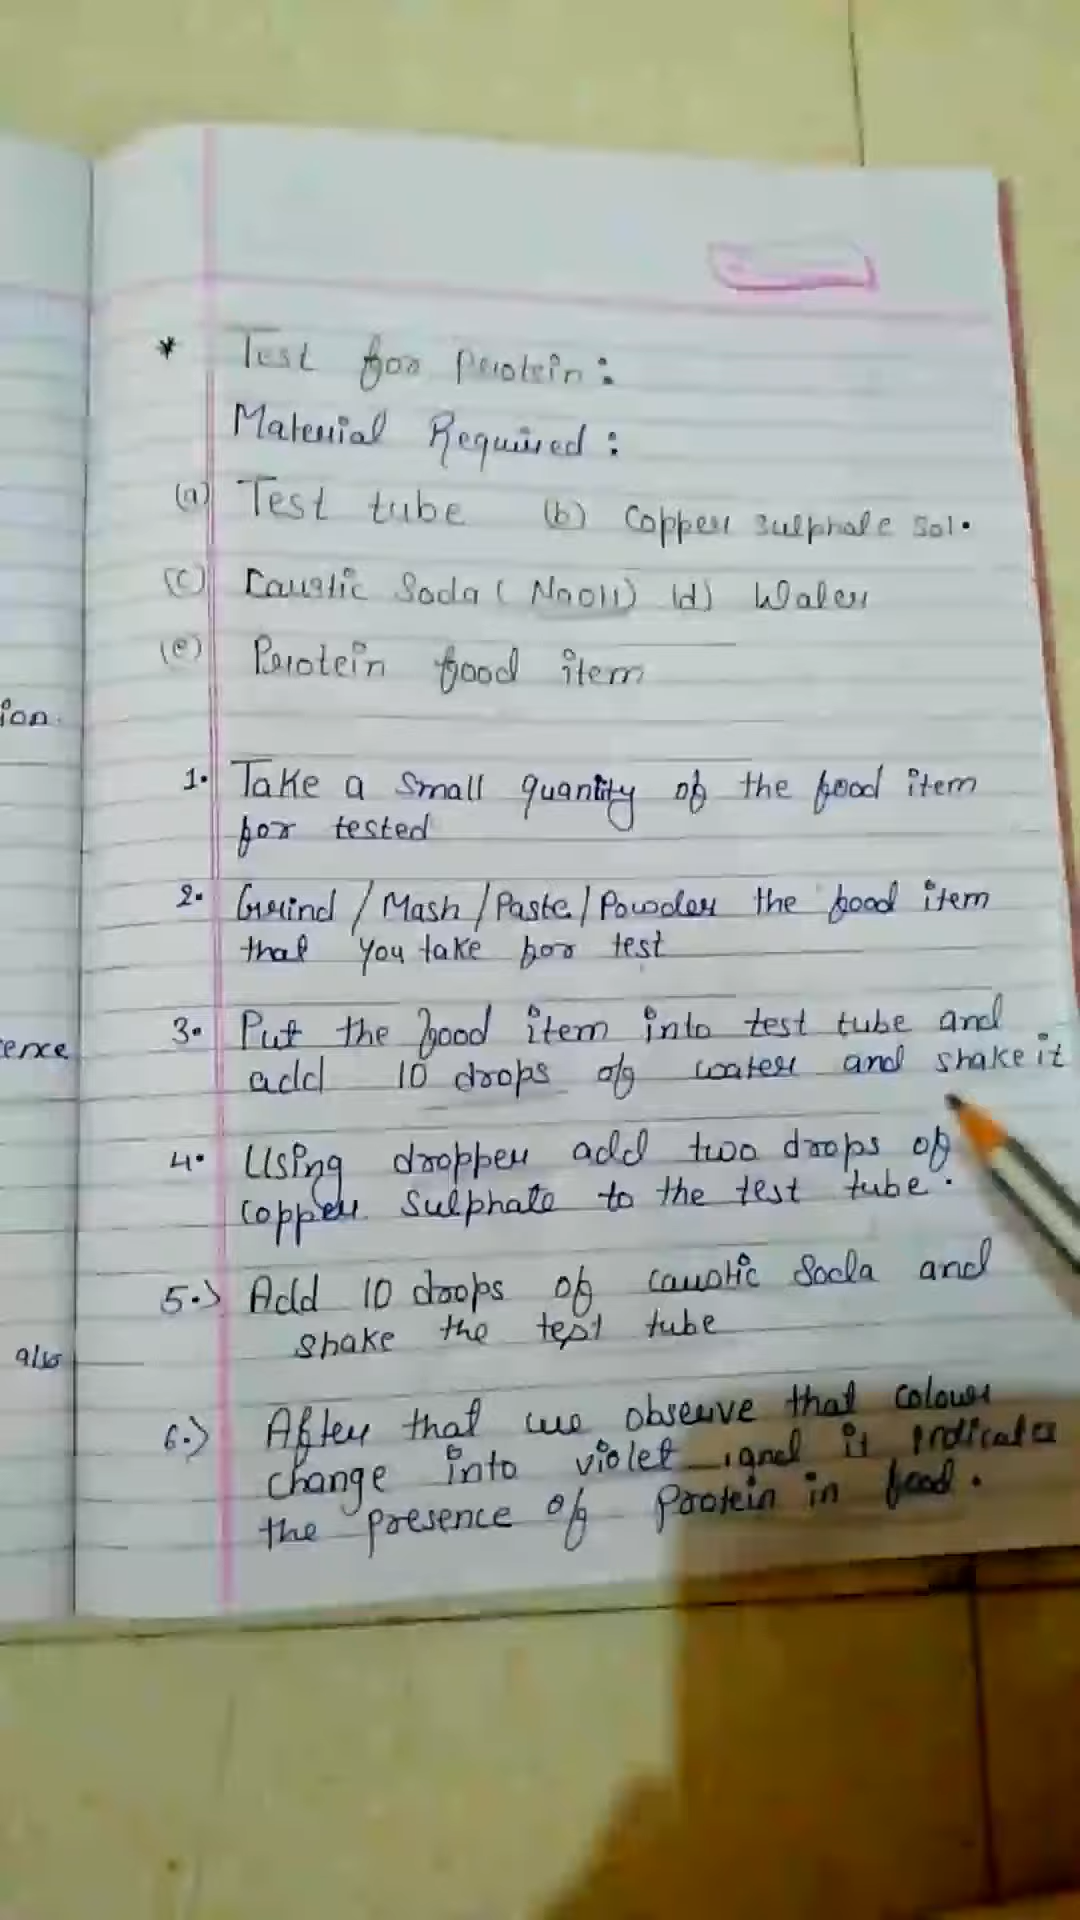 * Test for Protein :
Material Required :
(a) Test tube (b) Copper sulphate sol.
(c) Caustic Soda ( NaOH) (d) Water
(e) Protein food item
ion.
1. Take a small quantity of the food item
for tested
2. Grind / Mash / Paste / Powder the food item
that you take for test
3. Put the food item into test tube and
ence
add 10 drops of water and shake it.
4. Using dropper add two drops of
copper sulphate to the test tube.
5.) Add 10 drops of caustic soda and
shake the test tube
6.) After that we observe that colour
change into violet and it indicates
the presence of Protein in food.